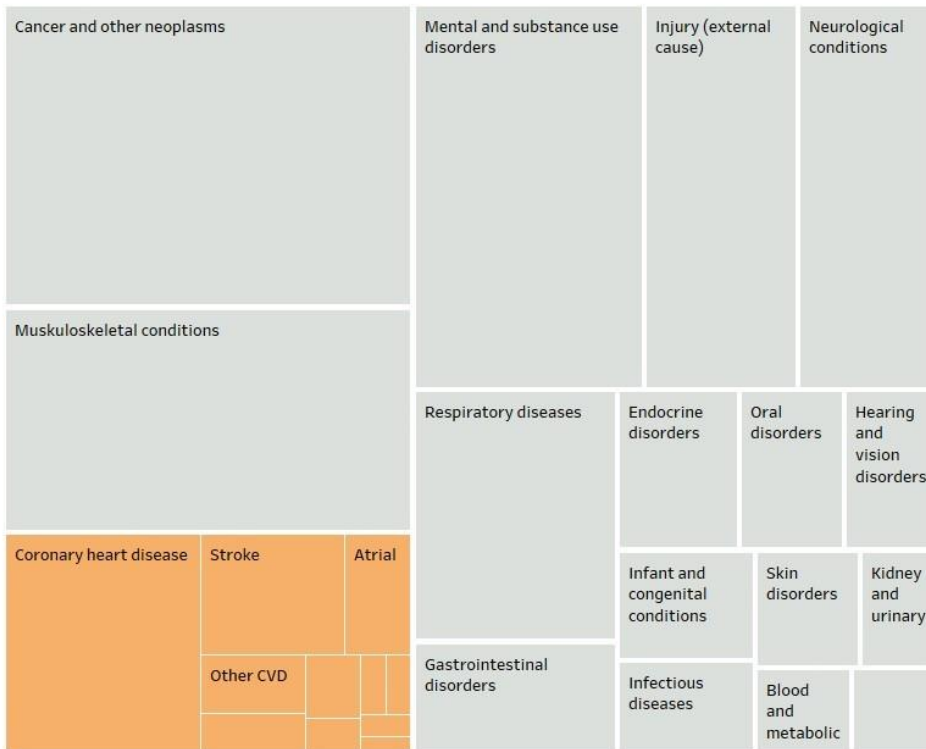 Cancer and other neoplasms
Mental and substance use
disorders
Injury (external
cause)
Neurological
conditions
Muskuloskeletal conditions
Respiratory diseases
Endocrine
disorders
Oral
disorders
Hearing
and
vision
disorders
Coronary heart disease
Stroke
Atrial
Infant and
congenital
conditions
Skin
disorders
Kidney
and
urinary
Other CVD
Gastrointestinal
disorders
Infectious
diseases
Blood
and
metabolic